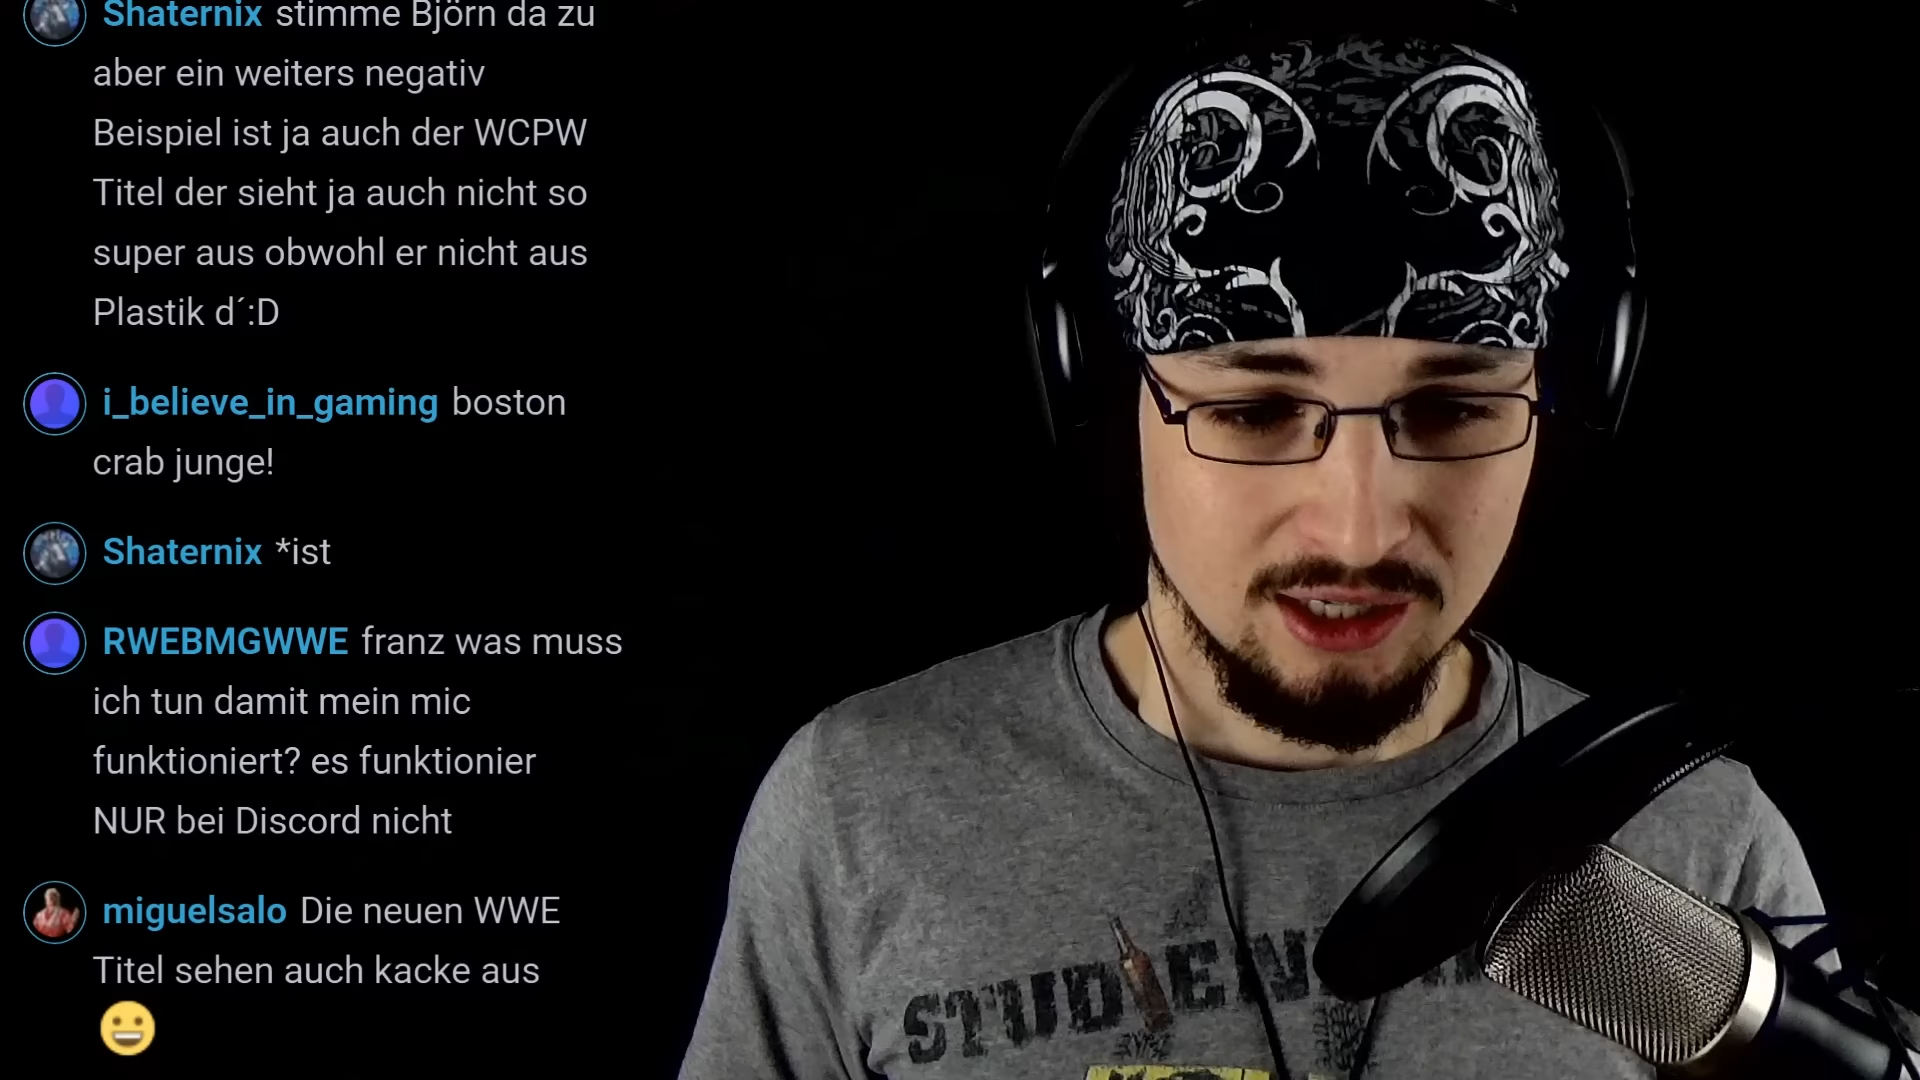 Shaternix stimme Björn da zu
aber ein weiters negativ
Beispiel ist ja auch der WCPW
Titel der sieht ja auch nicht so
super aus obwohl er nicht aus
Plastik d´:D
i_believe_in_gaming boston
crab junge!
Shaternix *ist
RWEBMGWWE franz was muss
ich tun damit mein mic
funktioniert? es funktionier
NUR bei Discord nicht
miguelsalo Die neuen WWE
Titel sehen auch kacke aus